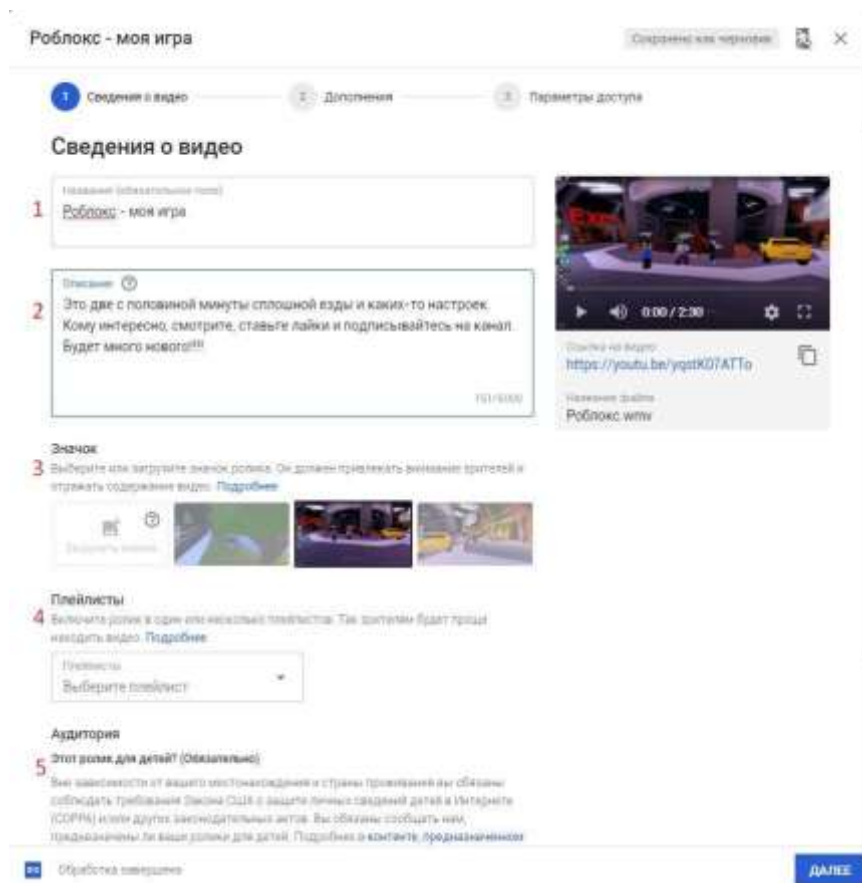 Роблокс - моя игра
Сохранено как черновик
1 Сведения о видео
2 Дополнения
3 Параметры доступа
Сведения о видео
1
Название (обязательное поле)
Роблокс - моя игра
2
Описание
Это две с половиной минуты сплошной езды и каких-то настроек.
Кому интересно, смотрите, ставьте лайки и подписывайтесь на канал.
Будет много нового!!!!
151/5000
0:00 / 2:30
Ссылка на видео
https://youtu.be/yqstK07ATTo
Название файла
Роблокс.wmv
Значок
3 Выберите или загрузите значок ролика. Он должен привлекать внимание зрителей и
отражать содержание видео. Подробнее
Загрузить значок
Плейлисты
4 Включите ролик в один или несколько плейлистов. Так зрителям будет проще
находить видео. Подробнее
Плейлисты
Выберите плейлист
Аудитория
5 Этот ролик для детей? (Обязательно)
Вне зависимости от вашего местонахождения и страны проживания вы обязаны
соблюдать требования Закона США о защите личных сведений детей в Интернете
(COPPA) и/или других законодательных актов. Вы обязаны сообщать нам,
предназначены ли ваши ролики для детей. Подробнее о контенте, предназначенном
Обработка завершена
ДАЛЕЕ